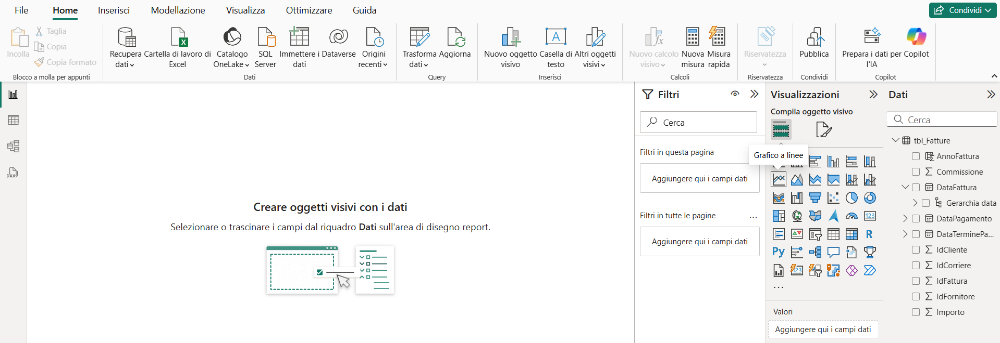 File Home Inserisci Modellazione Visualizza Ottimizzare Guida Condividi
Incolla
Taglia
Copia
Copia formato
Blocco a molla per appunti
Recupera dati
Cartella di lavoro di Excel
Catalogo OneLake
SQL Server
Immettere i dati
Dataverse
Origini recenti
Dati
Trasforma dati
Aggiorna
Query
Nuovo oggetto visivo
Casella di testo
A
Altri oggetti visivi
Inserisci
fx
Nuovo calcolo visivo
Nuova misura
Misura rapida
Calcoli
Riservatezza
Riservatezza
Pubblica
Condividi
Prepara i dati per l'IA
Copilot
Copilot
DAX
Creare oggetti visivi con i dati
Selezionare o trascinare i campi dal riquadro Dati sull'area di disegno report.
Filtri
Cerca
Filtri in questa pagina
Aggiungere qui i campi dati
Filtri in tutte le pagine ...
Aggiungere qui i campi dati
Visualizzazioni
Compila oggetto visivo
Grafico a linee
123
R
Py
123
...
Valori
Aggiungere qui i campi dati
Dati
Cerca
tbl_Fatture
AnnoFattura
Σ Commissione
DataFattura
Gerarchia data
DataPagamento
DataTerminePa...
Σ IdCliente
Σ IdCorriere
Σ IdFattura
Σ IdFornitore
Σ Importo